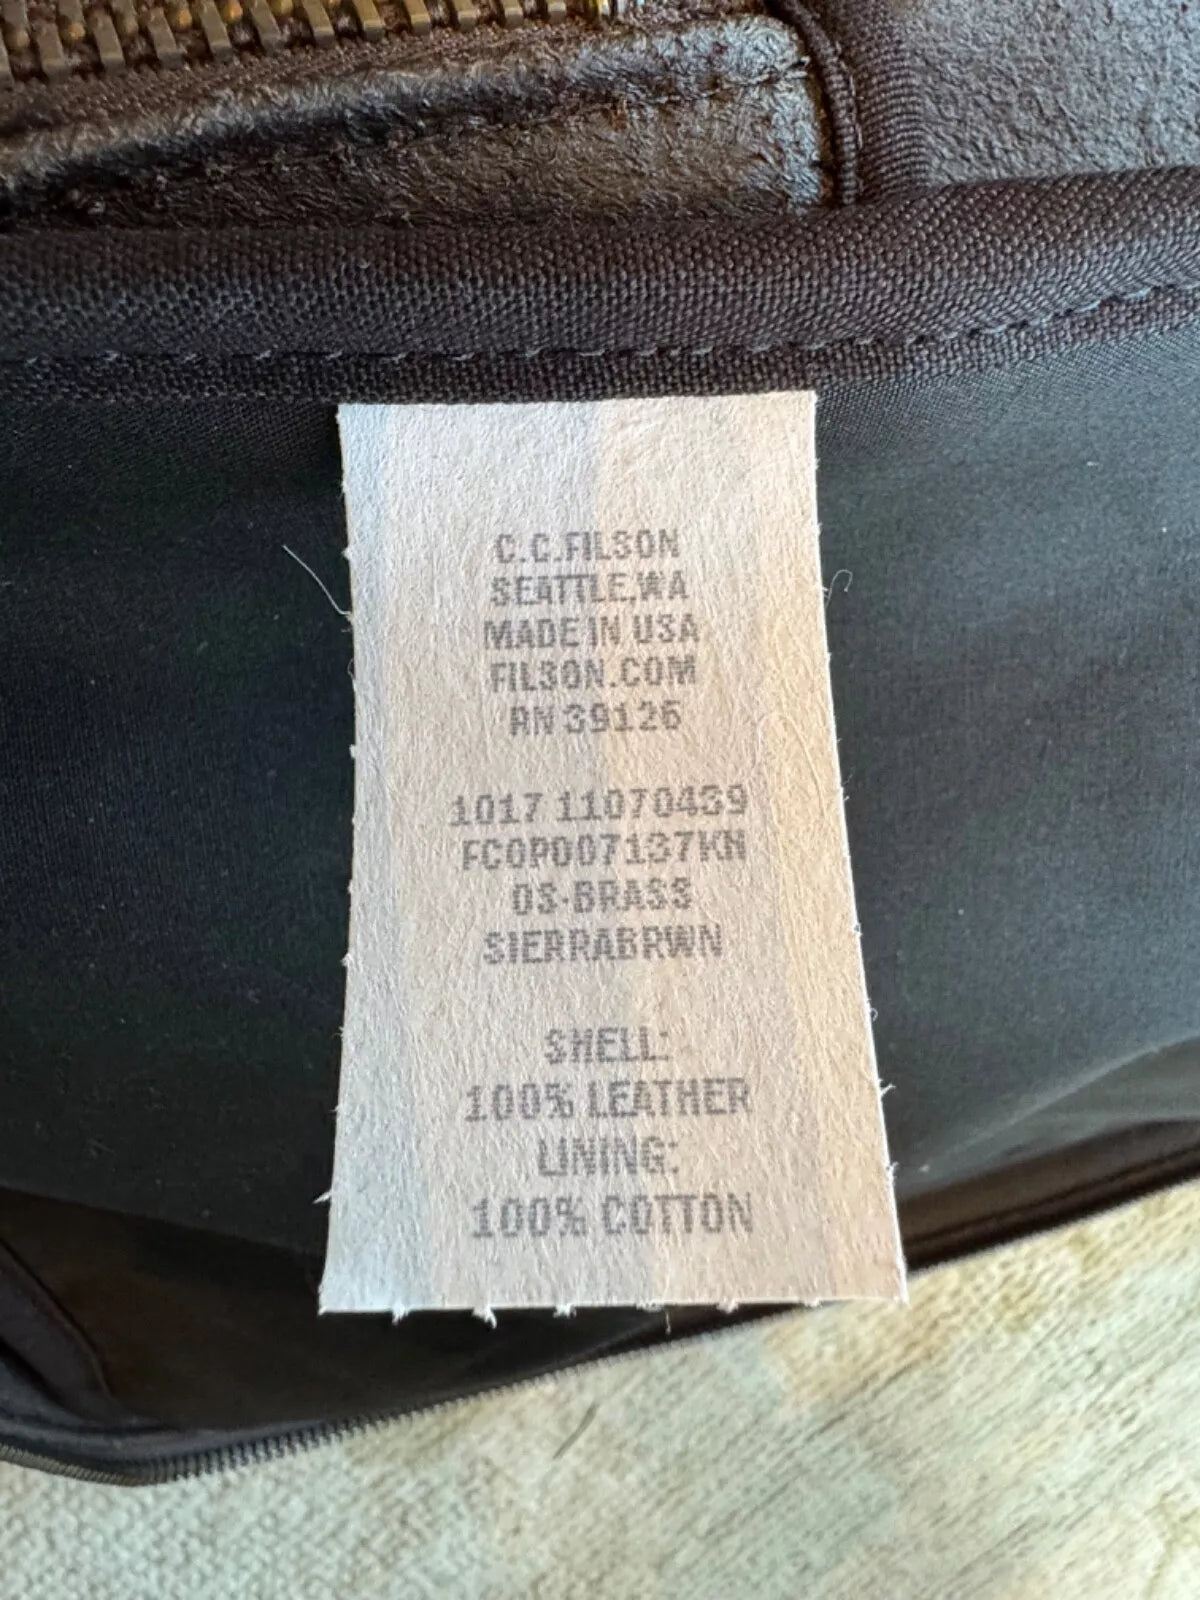 C.C.FILSON
SEATTLE,WA
MADE IN USA
FILSON.COM
RN 39126
1017 11070439
FCOP007137KH
OS-BRASS
SIERRABRWN
SHELL:
100% LEATHER
LINING:
100% COTTON